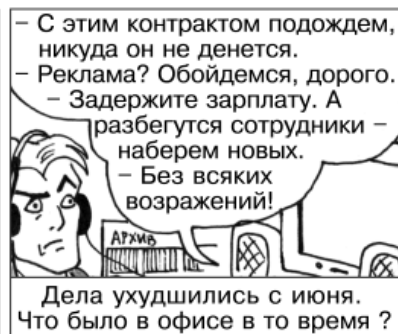 – С этим контрактом подождем,
никуда он не денется.
– Реклама? Обойдемся, дорого.
– Задержите зарплату. А
разбегутся сотрудники –
наберем новых.
– Без всяких
возражений!
АРХИВ
Дела ухудшились с июня.
Что было в офисе в то время ?